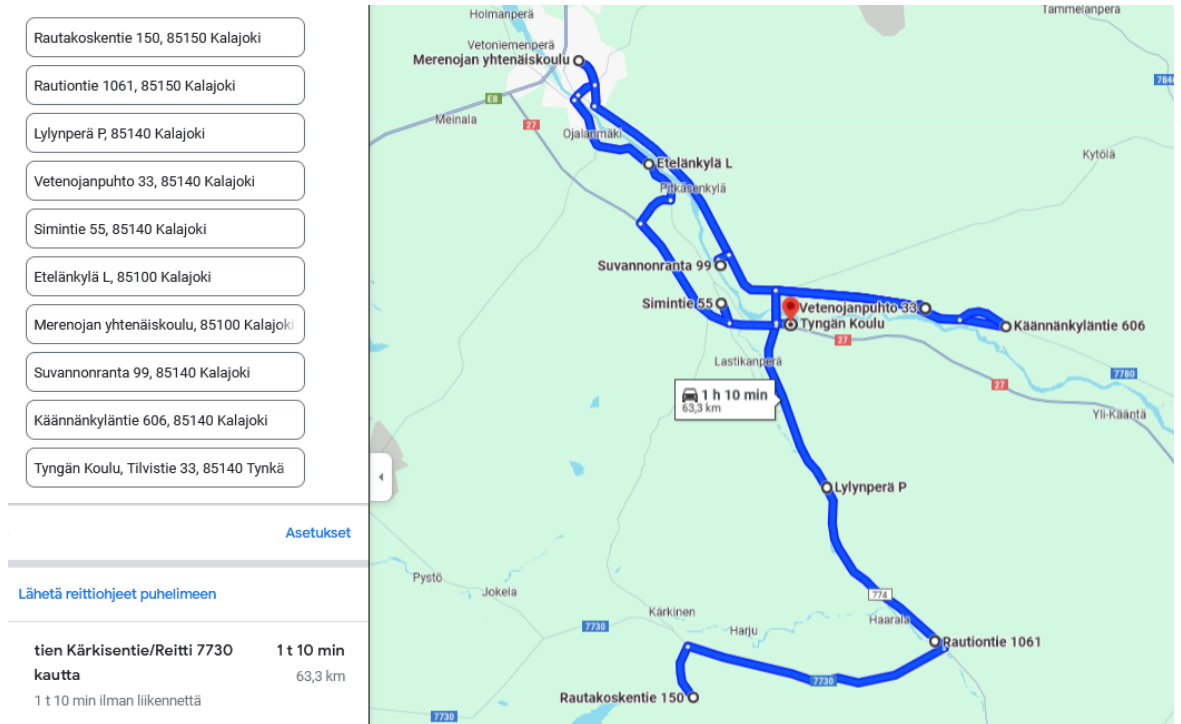 Rautakoskentie 150, 85150 Kalajoki
Rautiontie 1061, 85150 Kalajoki
Lylynperä P, 85140 Kalajoki
Vetenojanpuhto 33, 85140 Kalajoki
Simintie 55, 85140 Kalajoki
Etelänkylä L, 85100 Kalajoki
Merenojan yhtenäiskoulu, 85100 Kalajoki
Suvannonranta 99, 85140 Kalajoki
Käännänkyläntie 606, 85140 Kalajoki
Tyngän Koulu, Tilvistie 33, 85140 Tynkä
Asetukset
Lähetä reittiohjeet puhelimeen
tien Kärkisentie/Reitti 7730 1 t 10 min
kautta 63,3 km
1 t 10 min ilman liikennettä
Holmanperä
Tammelanperä
Vetoniemenperä
Merenojan yhtenäiskoulu
7840
E8
Meinala
27
Ojalanmäki
Kytölä
Etelänkylä L
Pitkäsenkylä
Suvannonranta 99
Simintie 55
Vetenojanpuhto 33
Tyngän Koulu
Käännänkyläntie 606
27
Lastikanperä
7780
27
1 h 10 min
63,3 km
Yli-Kääntä
Lylynperä P
Pystö
Jokela
774
Kärkinen
7730
Harju
Haarala
Rautiontie 1061
7730
Rautakoskentie 150
7730